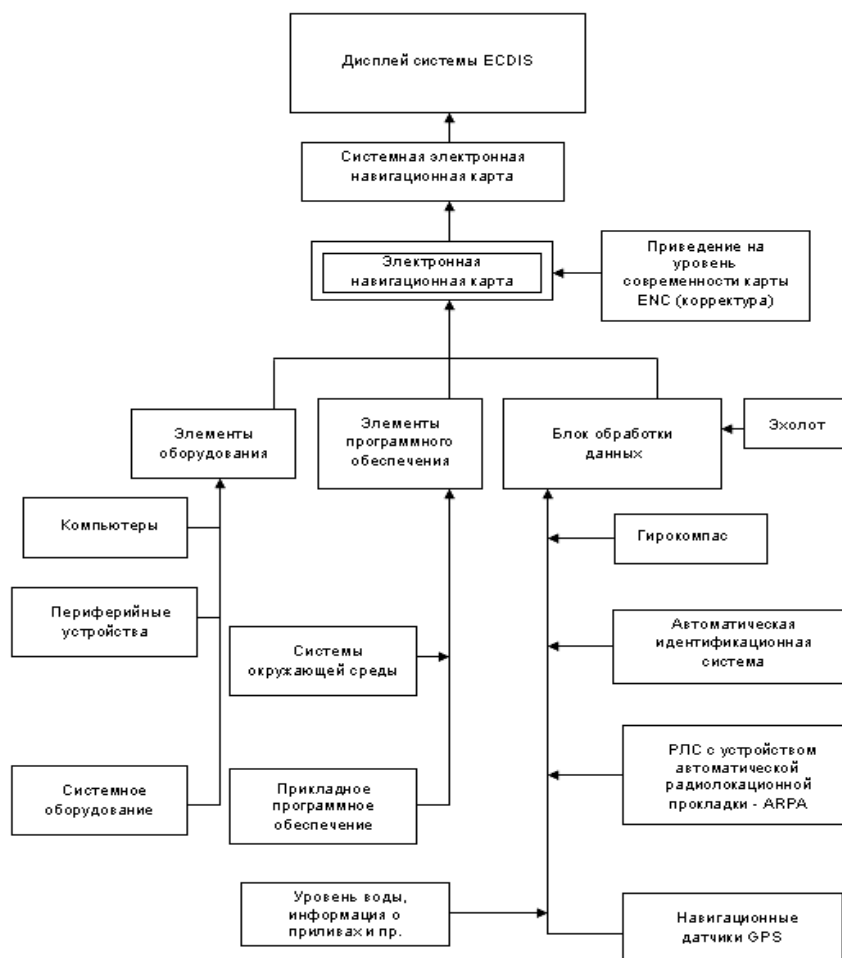 Дисплей системы ECDIS
Системная электронная
навигационная карта
Электронная
навигационная карта
Приведение на
уровень
современности карты
ENC (корректура)
Элементы
оборудования
Элементы
программного
обеспечения
Блок обработки
данных
Эхолот
Компьютеры
Гирокомпас
Периферийные
устройства
Системы
окружающей среды
Автоматическая
идентификационная
система
Системное
оборудование
Прикладное
программное
обеспечение
РЛС с устройством
автоматической
радиолокационной
прокладки - ARPA
Уровень воды,
информация о
приливах и пр.
Навигационные
датчики GPS